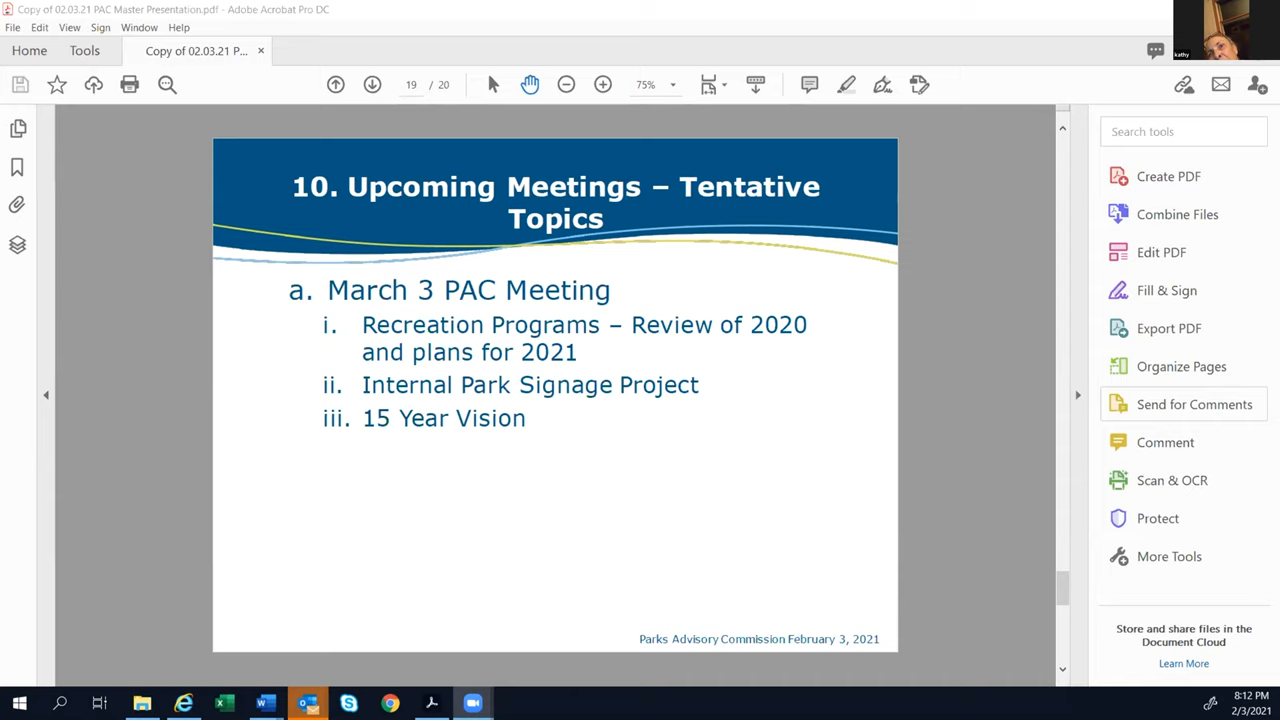 Copy of 02.03.21 PAC Master Presentation.pdf - Adobe Acrobat Pro DC
File Edit View Sign Window Help
Home Tools Copy of 02.03.21 P... ×
kathy
19 / 20 75%
Search tools
Create PDF
Combine Files
Edit PDF
Fill & Sign
Export PDF
Organize Pages
Send for Comments
Comment
Scan & OCR
Protect
More Tools
Store and share files in the
Document Cloud
Learn More
10. Upcoming Meetings – Tentative
Topics
a. March 3 PAC Meeting
i. Recreation Programs – Review of 2020
and plans for 2021
ii. Internal Park Signage Project
iii. 15 Year Vision
Parks Advisory Commission February 3, 2021
8:12 PM
2/3/2021